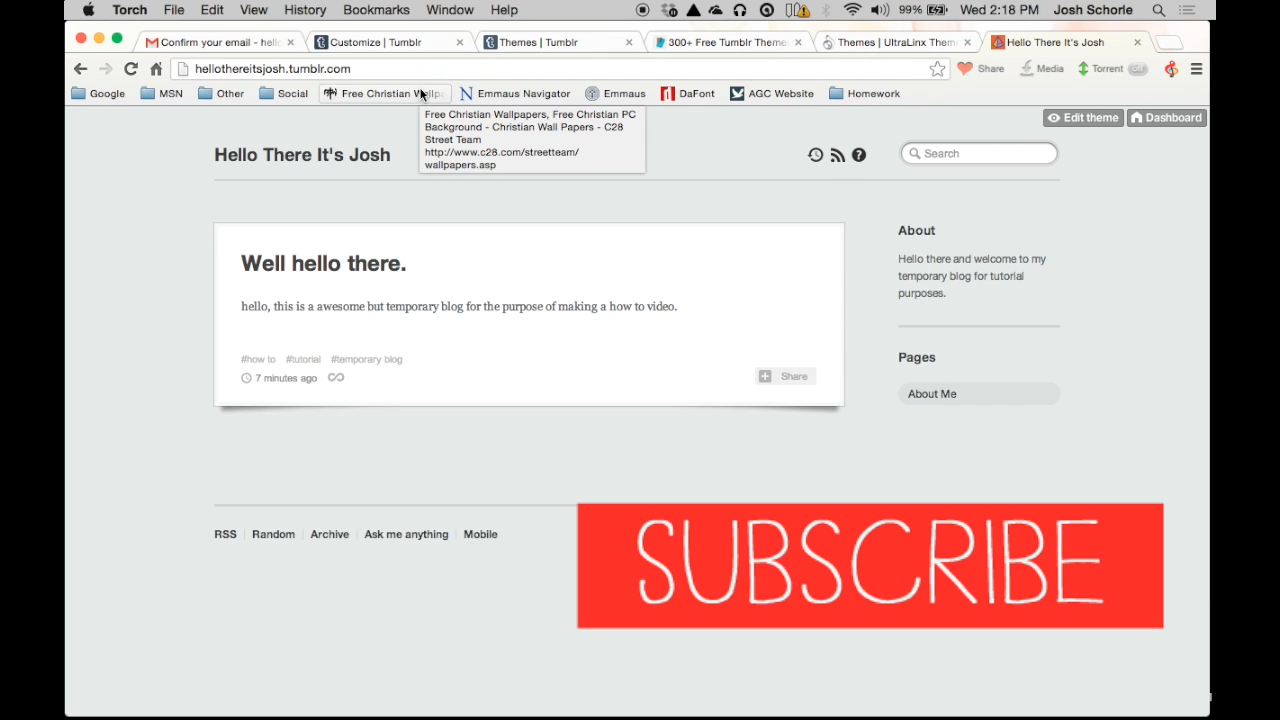 Torch File Edit View History Bookmarks Window Help 99% Wed 2:18 PM Josh Schorle
Confirm your email - hello Customize | Tumblr Themes | Tumblr 300+ Free Tumblr Theme Themes | UltraLinx Them Hello There It's Josh
hellothereitsjosh.tumblr.com Share Media Torrent Off
Google MSN Other Social Free Christian Wallpa Emmaus Navigator Emmaus DaFont AGC Website Homework
Free Christian Wallpapers, Free Christian PC
Background - Christian Wall Papers - C28
Street Team
http://www.c28.com/streetteam/
wallpapers.asp
Edit theme Dashboard
Hello There It's Josh
Search
Well hello there.
hello, this is a awesome but temporary blog for the purpose of making a how to video.
#how to #tutorial #temporary blog
7 minutes ago
Share
About
Hello there and welcome to my
temporary blog for tutorial
purposes.
Pages
About Me
RSS Random Archive Ask me anything Mobile
SUBSCRIBE